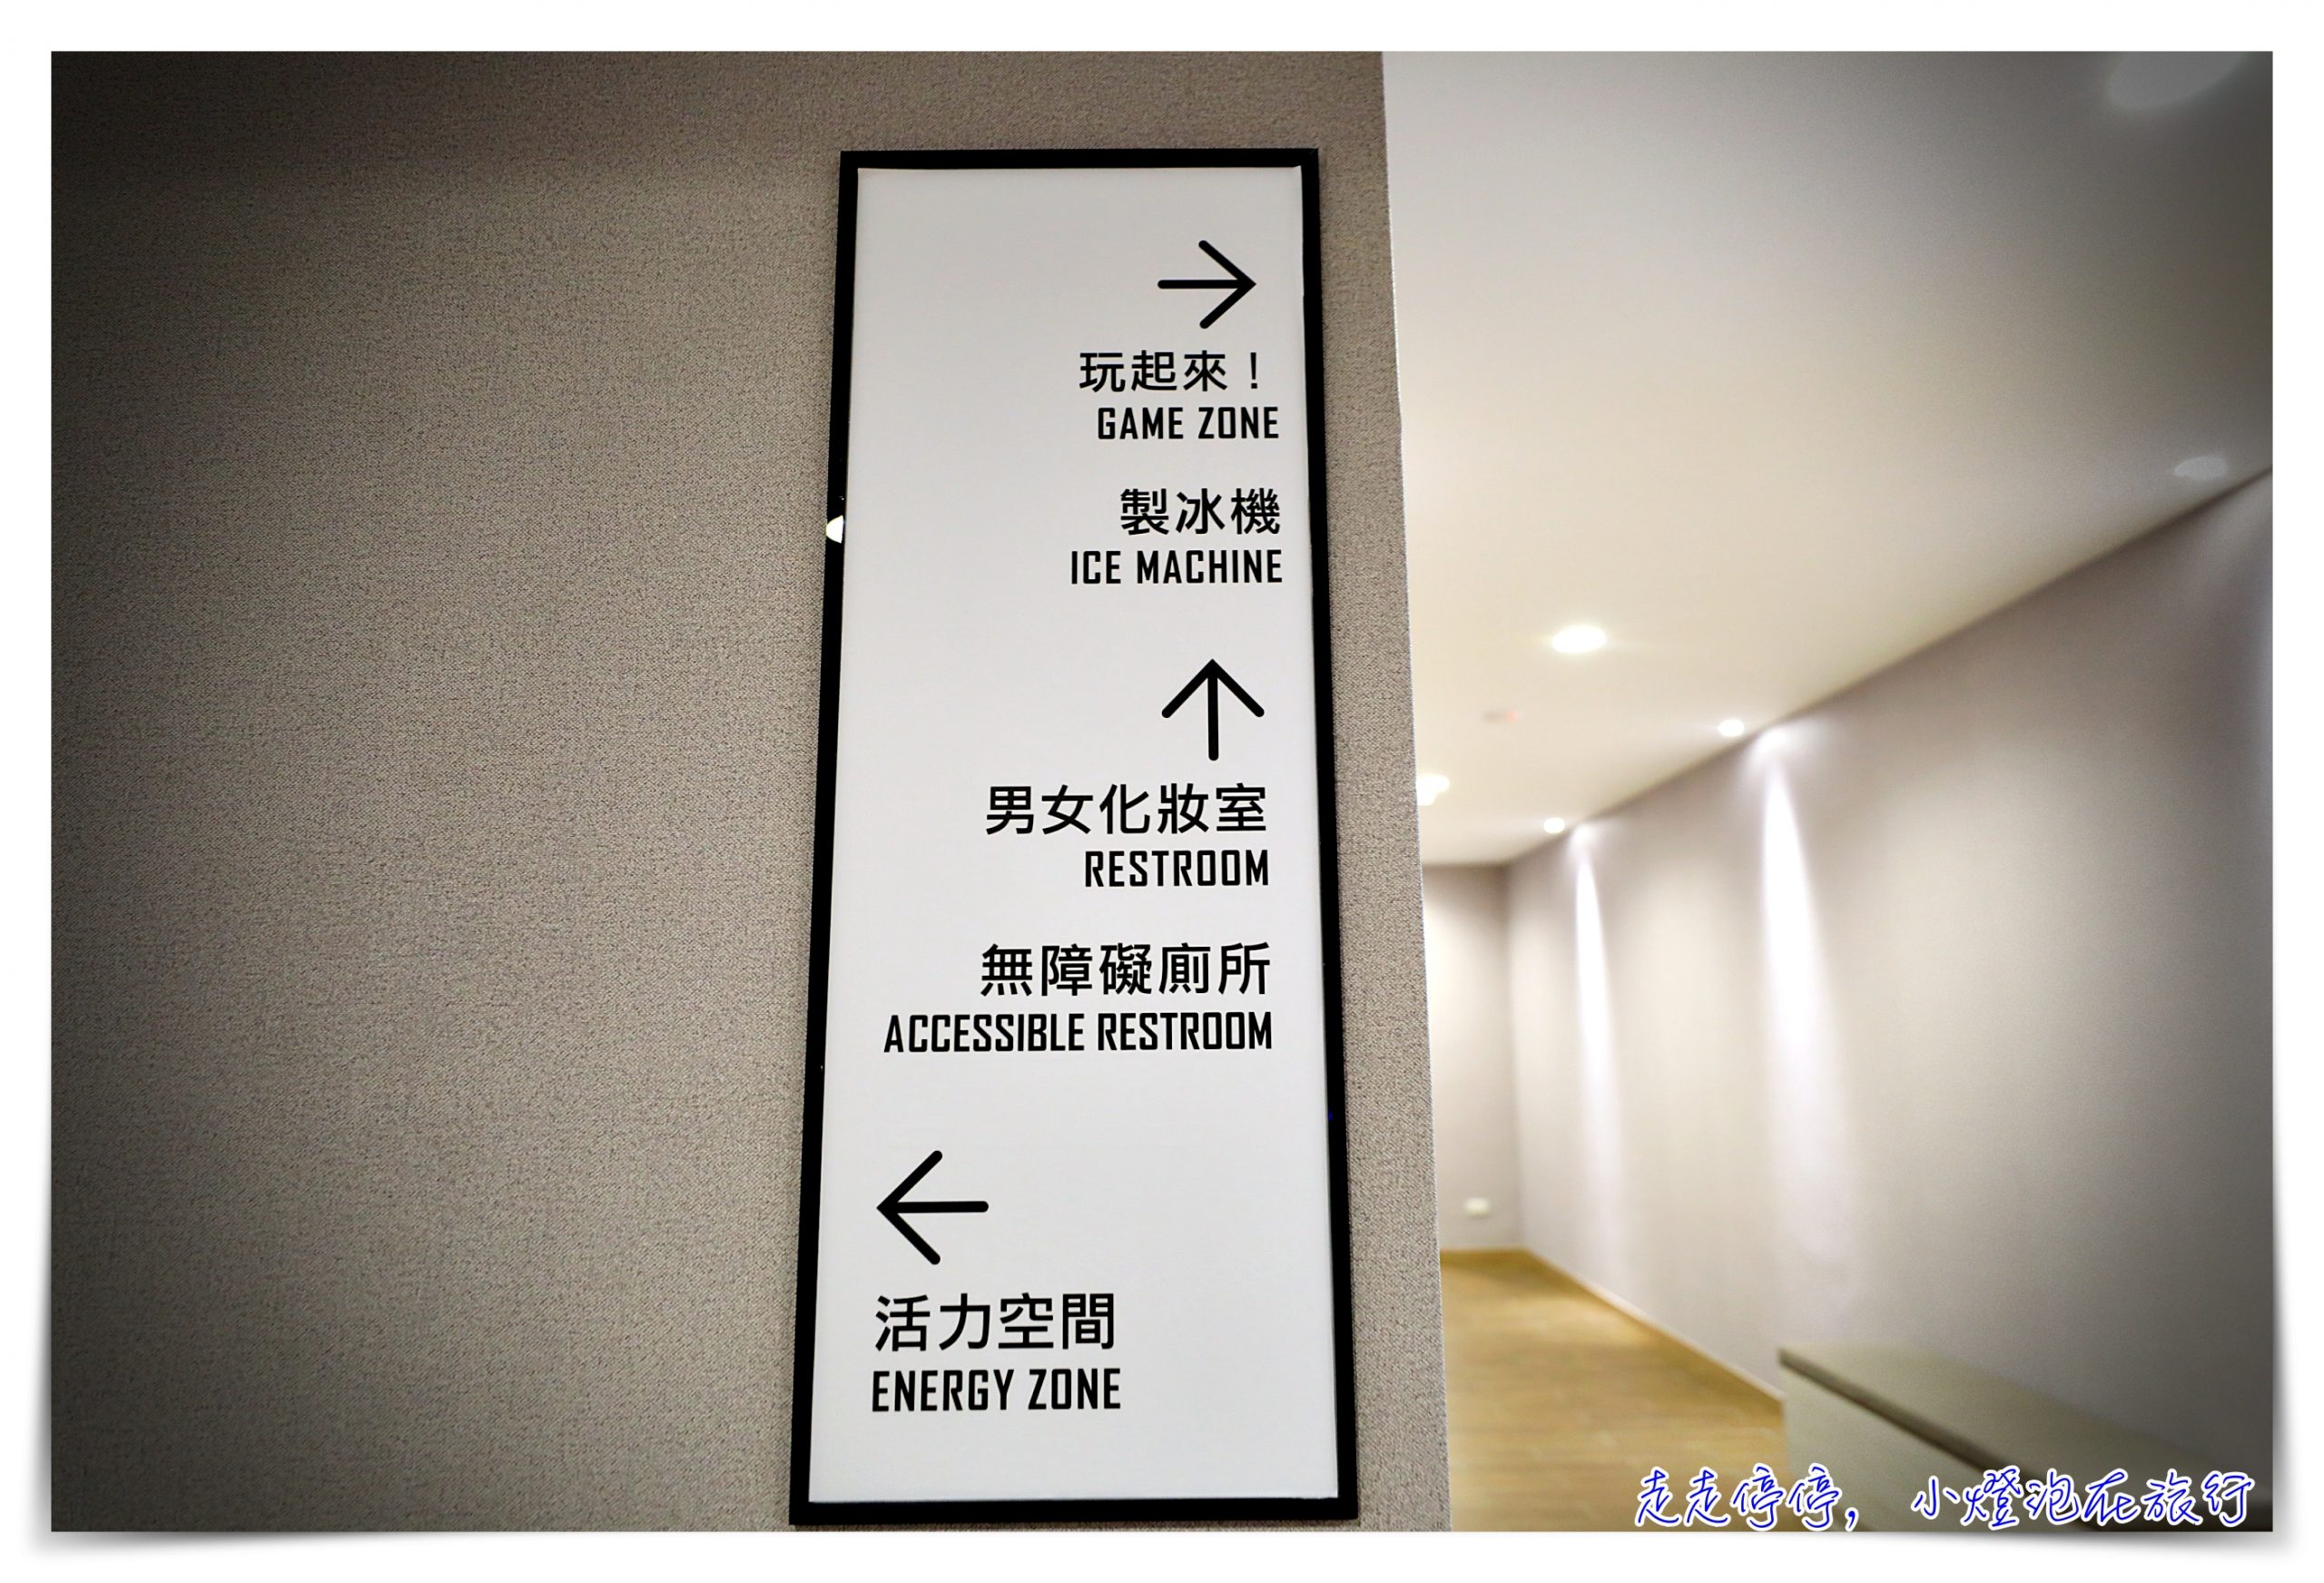 玩起來！
GAME ZONE
製冰機
ICE MACHINE
男女化妝室
RESTROOM
無障礙廁所
ACCESSIBLE RESTROOM
活力空間
ENERGY ZONE
走走停停, 小燈泡在旅行